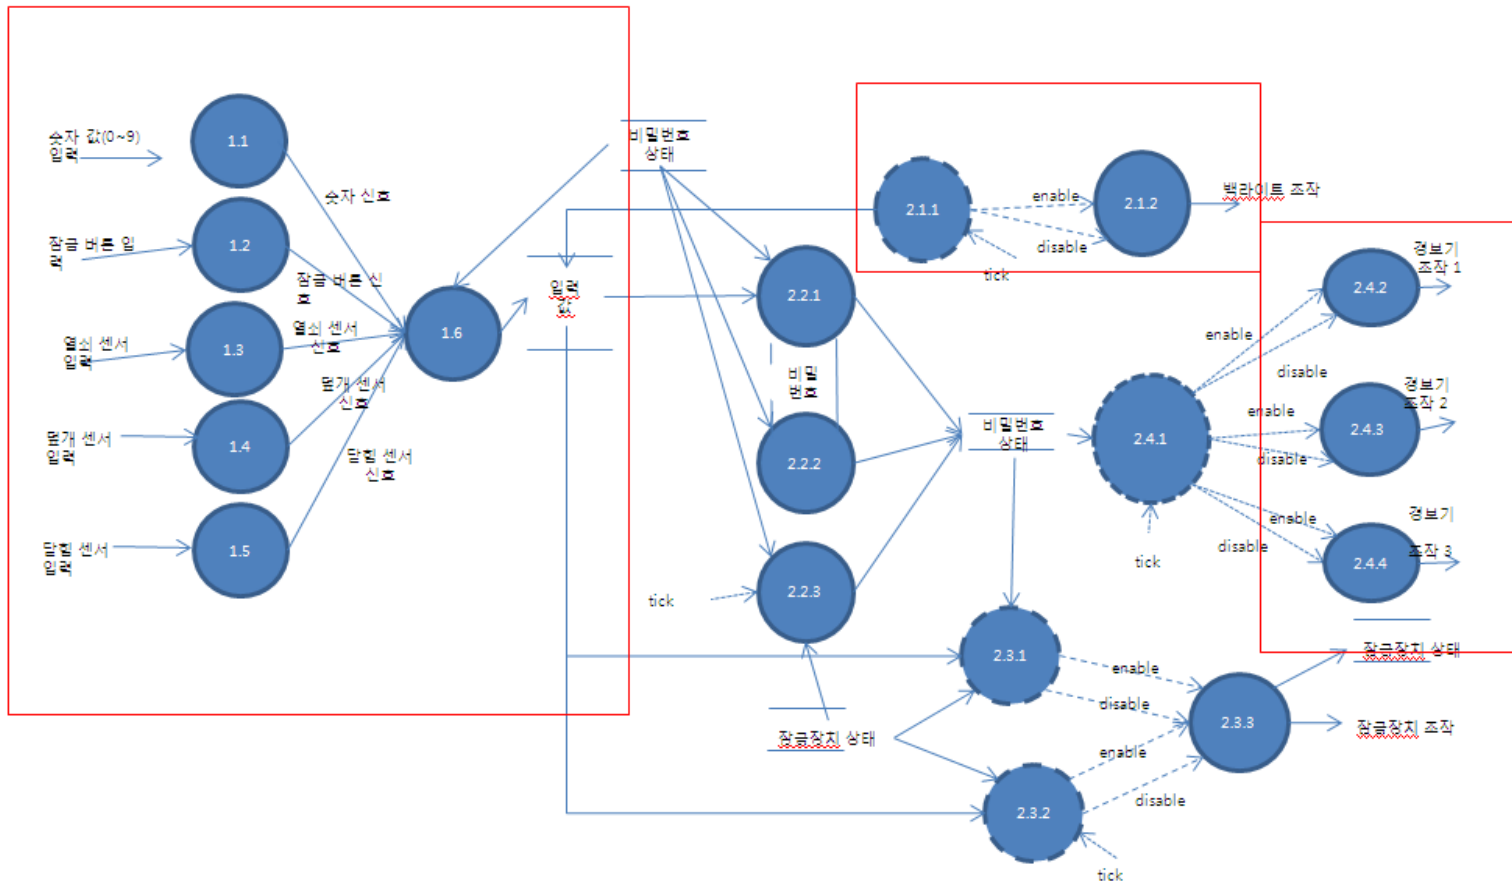 숫자 값(0~9)
입력
1.1
숫자 신호
잠금 버튼 입
력
1.2
잠금 버튼 신
호
열쇠 센서
입력
1.3
열쇠 센서
신호
1.6
덮개 센서
입력
1.4
덮개 센서
신호
닫힘 센서
입력
1.5
닫힘 센서
신호
비밀번호
상태
입력
값
2.1.1
enable
disable
tick
2.1.2
백라이트 조작
2.2.1
비밀
번호
2.2.2
2.2.3
tick
잠금장치 상태
비밀번호
상태
2.4.1
tick
enable
disable
2.4.2
경보기
조작 1
enable
disable
2.4.3
경보기
조작 2
enable
disable
2.4.4
경보기
조작 3
2.3.1
enable
disable
2.3.2
enable
disable
tick
2.3.3
잠금장치 상태
잠금장치 조작